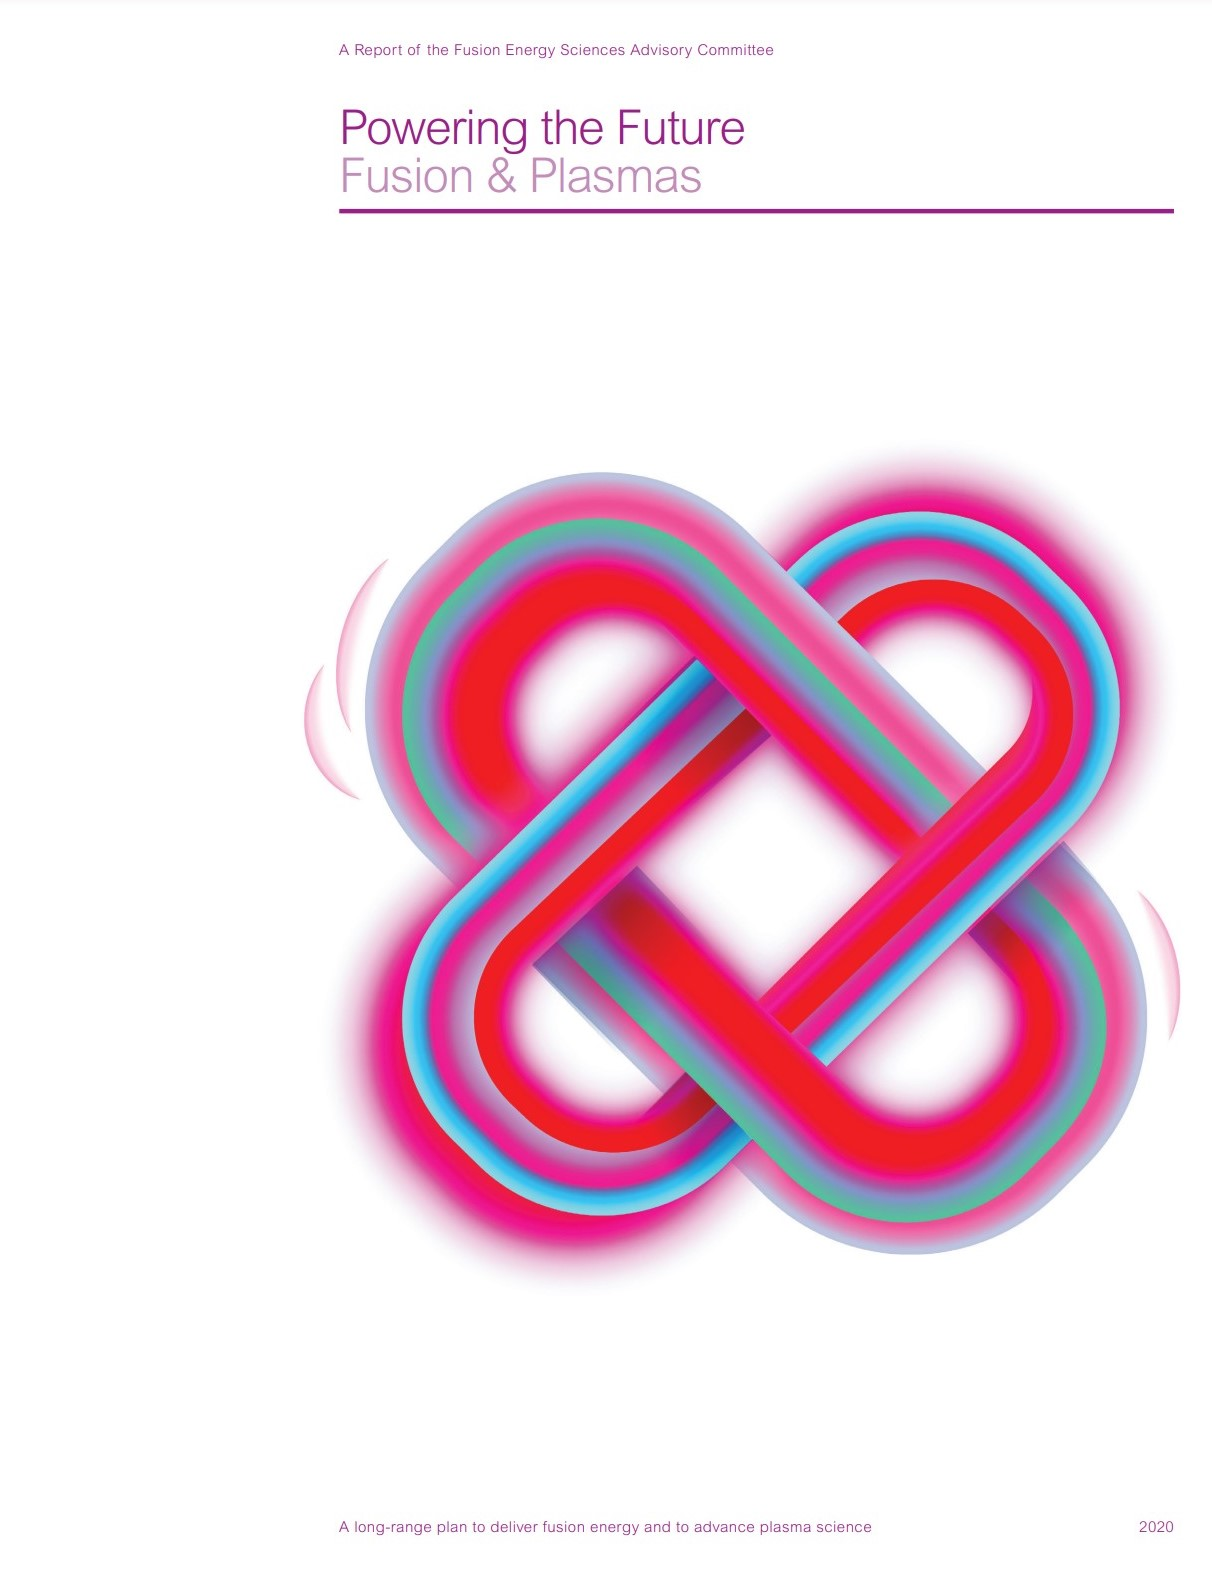 A Report of the Fusion Energy Sciences Advisory Committee
Powering the Future
Fusion & Plasmas
A long-range plan to deliver fusion energy and to advance plasma science
2020